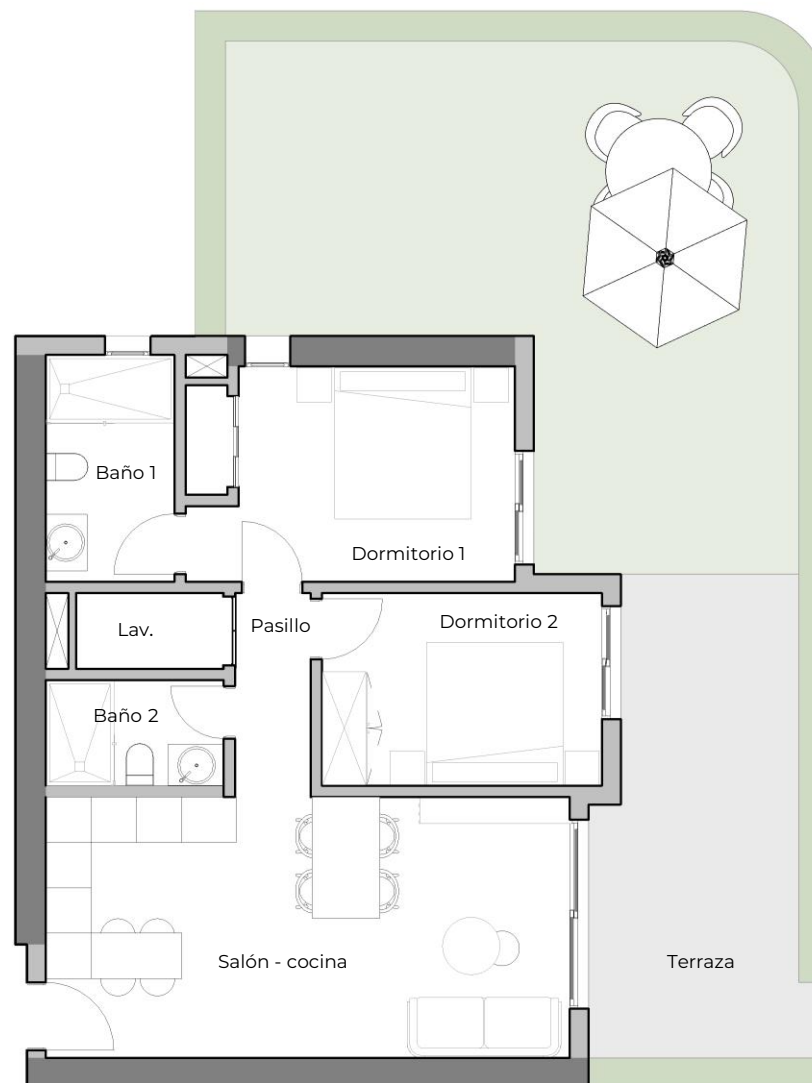 Baño 1
Dormitorio 1
Lav.
Pasillo
Dormitorio 2
Baño 2
Salón - cocina
Terraza